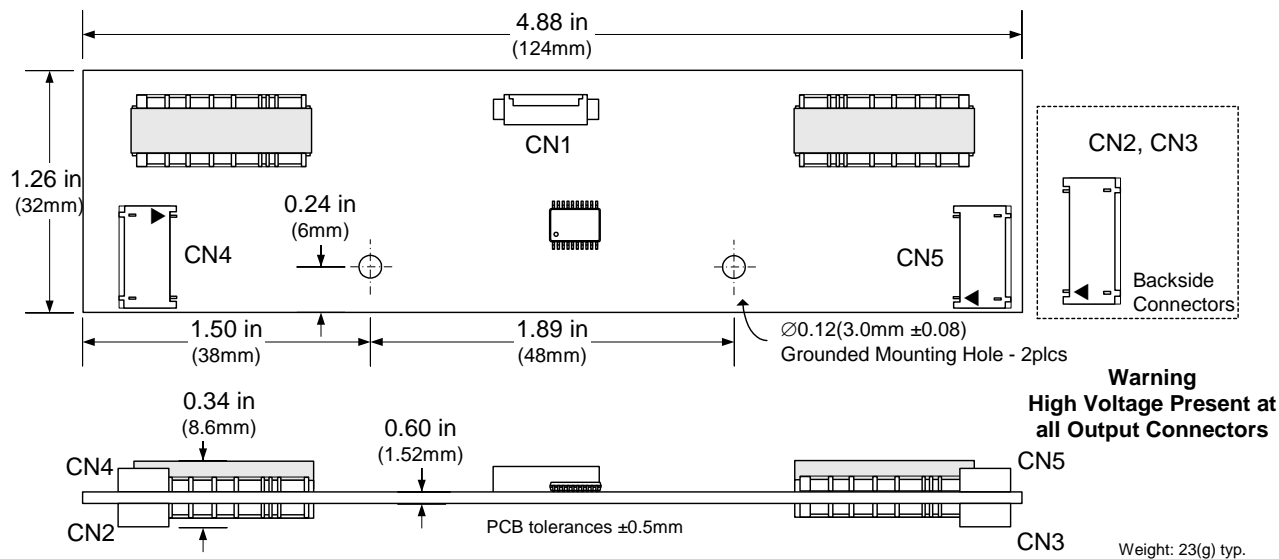 4.88 in
(124mm)
CN1
CN2, CN3
1.26 in
(32mm)
0.24 in
(6mm)
CN4
CN5
Backside
Connectors
1.50 in
(38mm)
1.89 in
(48mm)
∅0.12(3.0mm ±0.08)
Grounded Mounting Hole - 2plcs
Warning
High Voltage Present at
all Output Connectors
0.34 in
(8.6mm)
0.60 in
(1.52mm)
CN4
CN5
CN2
PCB tolerances ±0.5mm
CN3
Weight: 23(g) typ.